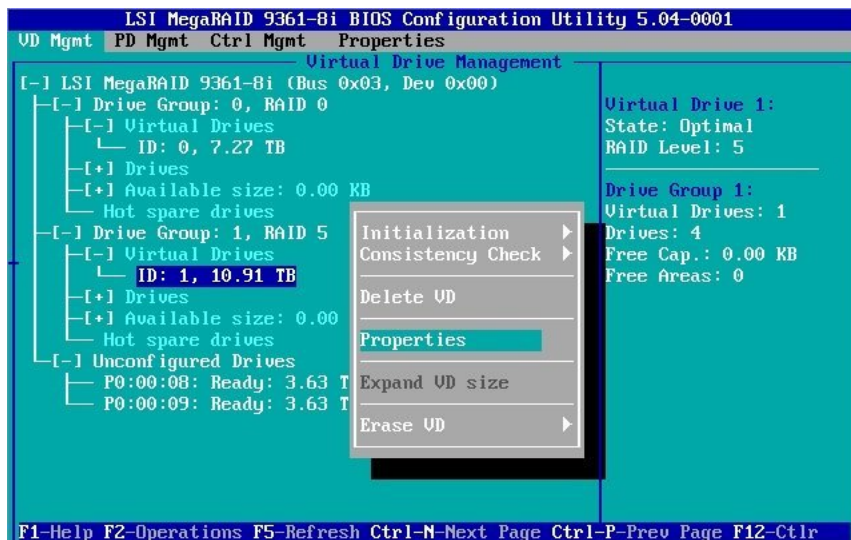 LSI MegaRAID 9361-8i BIOS Configuration Utility 5.04-0001
VD Mgmt PD Mgmt Ctrl Mgmt Properties
Virtual Drive Management
[-] LSI MegaRAID 9361-8i (Bus 0x03, Dev 0x00)
[-] Drive Group: 0, RAID 0
[-] Virtual Drives
ID: 0, 7.27 TB
[+] Drives
[+] Available size: 0.00 KB
Hot spare drives
[-] Drive Group: 1, RAID 5
[-] Virtual Drives
ID: 1, 10.91 TB
[+] Drives
[+] Available size: 0.00
Hot spare drives
[-] Unconfigured Drives
P0:00:08: Ready: 3.63 T
P0:00:09: Ready: 3.63 T
Initialization
Consistency Check
Delete VD
Properties
Expand VD size
Erase VD
Virtual Drive 1:
State: Optimal
RAID Level: 5
Drive Group 1:
Virtual Drives: 1
Drives: 4
Free Cap.: 0.00 KB
Free Areas: 0
F1-Help F2-Operations F5-Refresh Ctrl-N-Next Page Ctrl-P-Prev Page F12-Ctlr